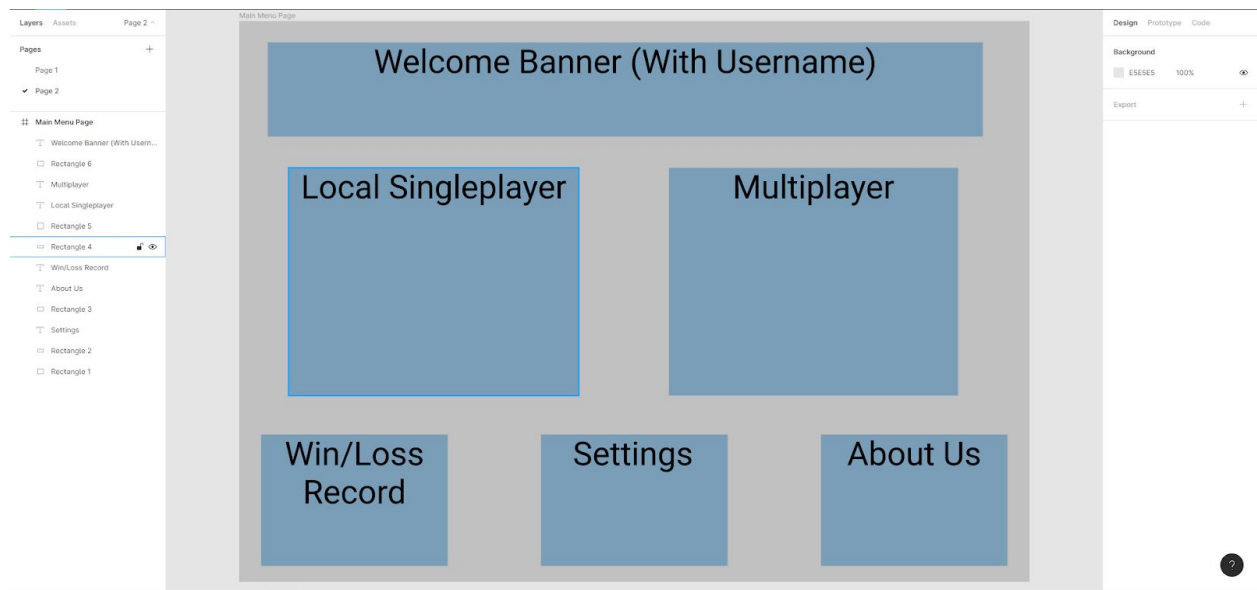 Layers Assets Page 2
Pages
Page 1
Page 2
Main Menu Page
Welcome Banner (With Usern...
Rectangle 6
Multiplayer
Local Singleplayer
Rectangle 5
Rectangle 4
Win/Loss Record
About Us
Rectangle 3
Settings
Rectangle 2
Rectangle 1
Main Menu Page
Welcome Banner (With Username)
Local Singleplayer
Multiplayer
Win/Loss
Record
Settings
About Us
Design Prototype Code
Background
E5E5E5 100%
Export
?